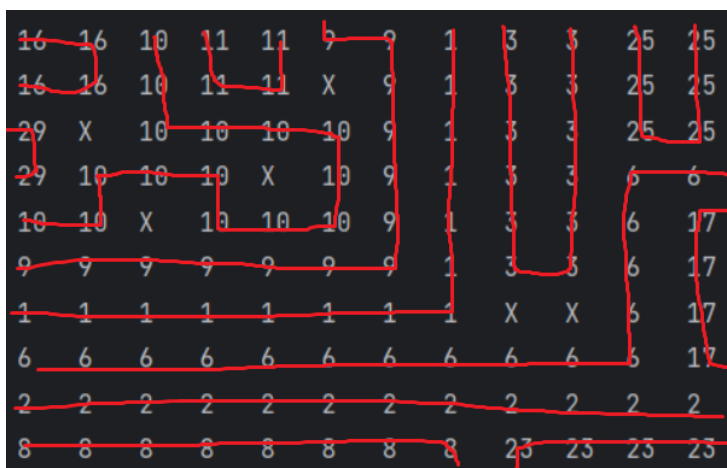 16 16 10 11 11 9 9 1 3 3 25 25
16 16 10 11 11 X 9 1 3 3 25 25
29 X 10 10 10 10 9 1 3 3 25 25
29 10 10 10 X 10 9 1 3 3 6 6
10 10 X 10 10 10 9 1 3 3 6 17
9 9 9 9 9 9 9 1 3 3 6 17
1 1 1 1 1 1 1 1 X X 6 17
6 6 6 6 6 6 6 6 6 6 6 17
2 2 2 2 2 2 2 2 2 2 2 2
8 8 8 8 8 8 8 8 23 23 23 23